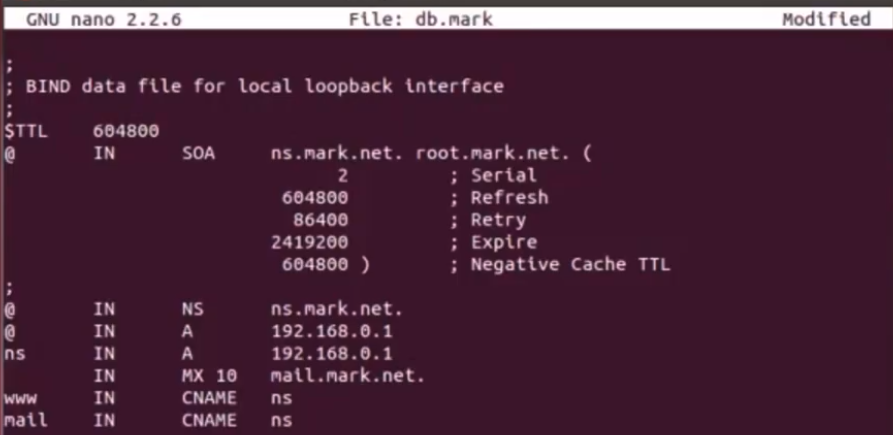 GNU nano 2.2.6 File: db.mark Modified
;
; BIND data file for local loopback interface
;
$TTL 604800
@ IN SOA ns.mark.net. root.mark.net. (
2 ; Serial
604800 ; Refresh
86400 ; Retry
2419200 ; Expire
604800 ) ; Negative Cache TTL
;
@ IN NS ns.mark.net.
@ IN A 192.168.0.1
ns IN A 192.168.0.1
IN MX 10 mail.mark.net.
www IN CNAME ns
mail IN CNAME ns